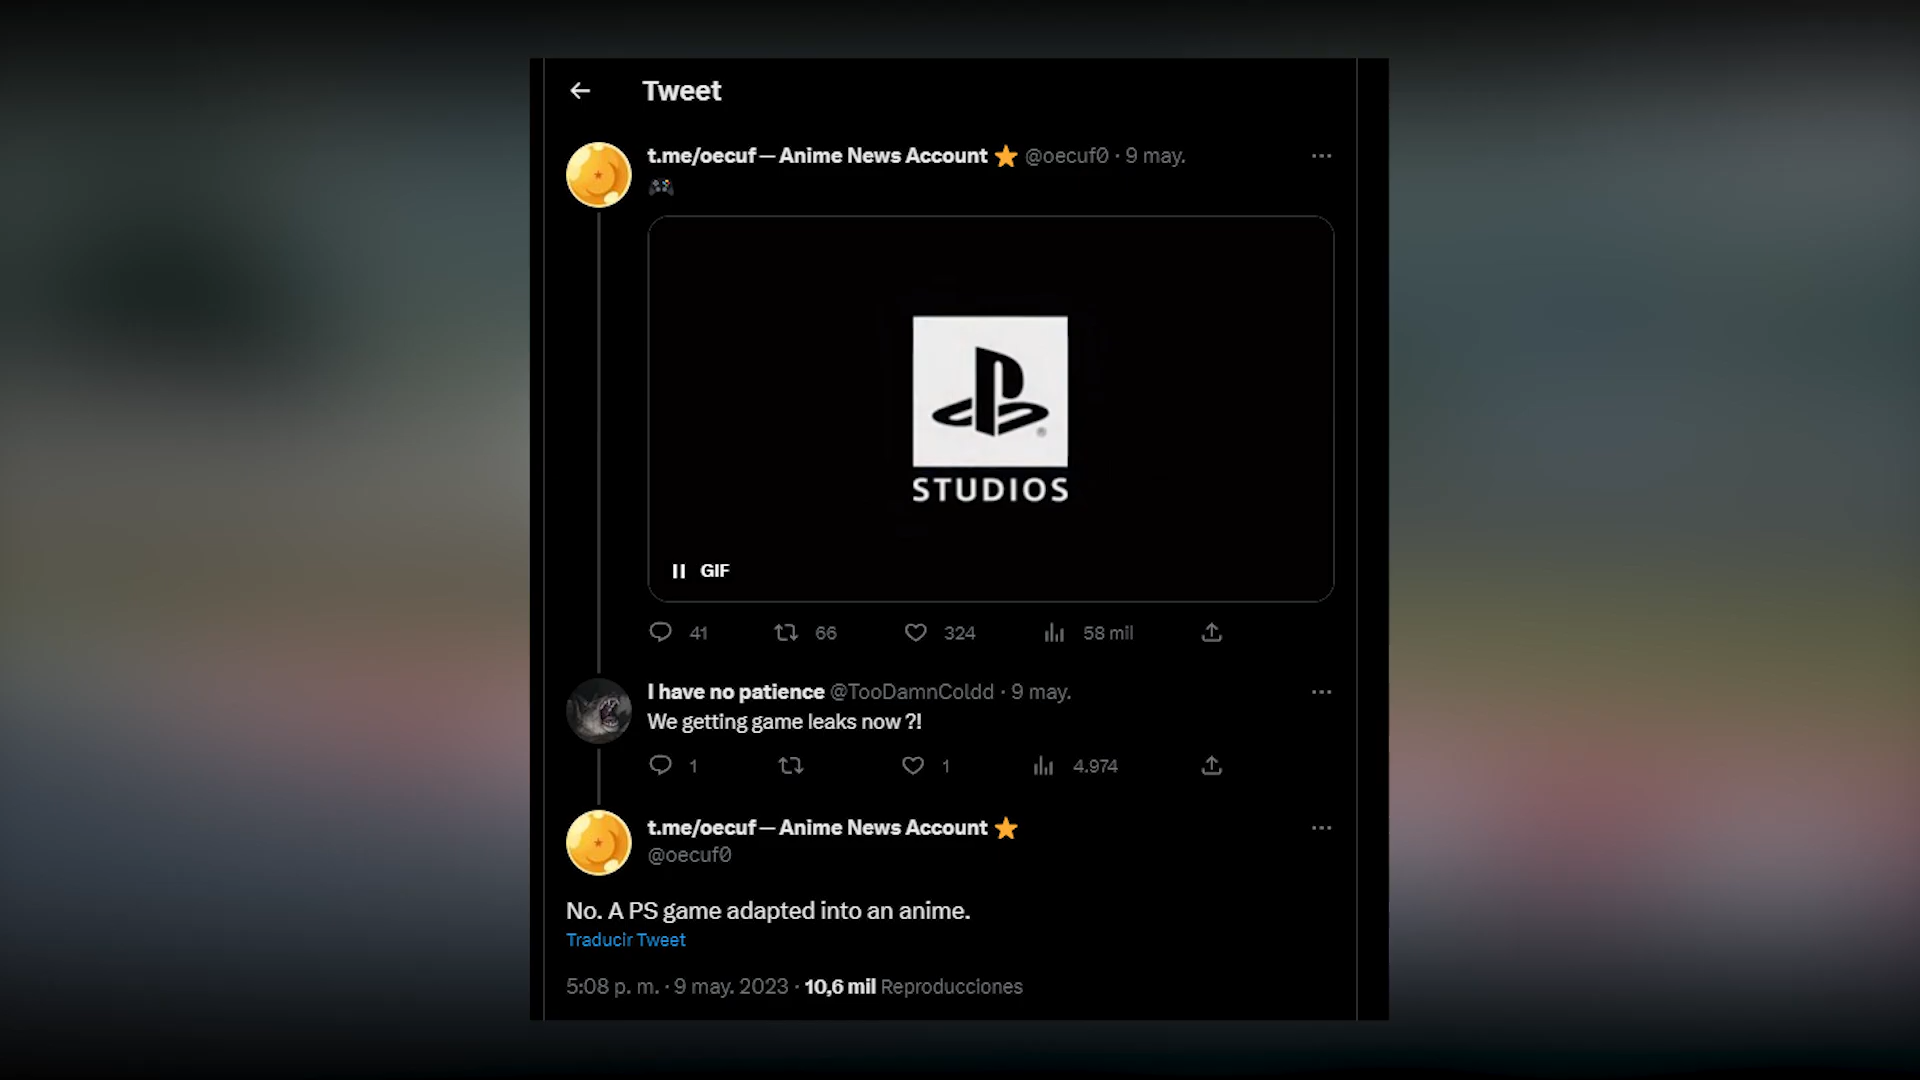 Tweet
t.me/oecuf — Anime News Account ⭐ @oecuf0 · 9 may.
🎮
STUDIOS
GIF
41 66 324 58 mil
I have no patience @TooDamnColdd · 9 may.
We getting game leaks now ?!
1 1 4.974
t.me/oecuf — Anime News Account ⭐
@oecuf0
No. A PS game adapted into an anime.
Traducir Tweet
5:08 p. m. · 9 may. 2023 · 10,6 mil Reproducciones